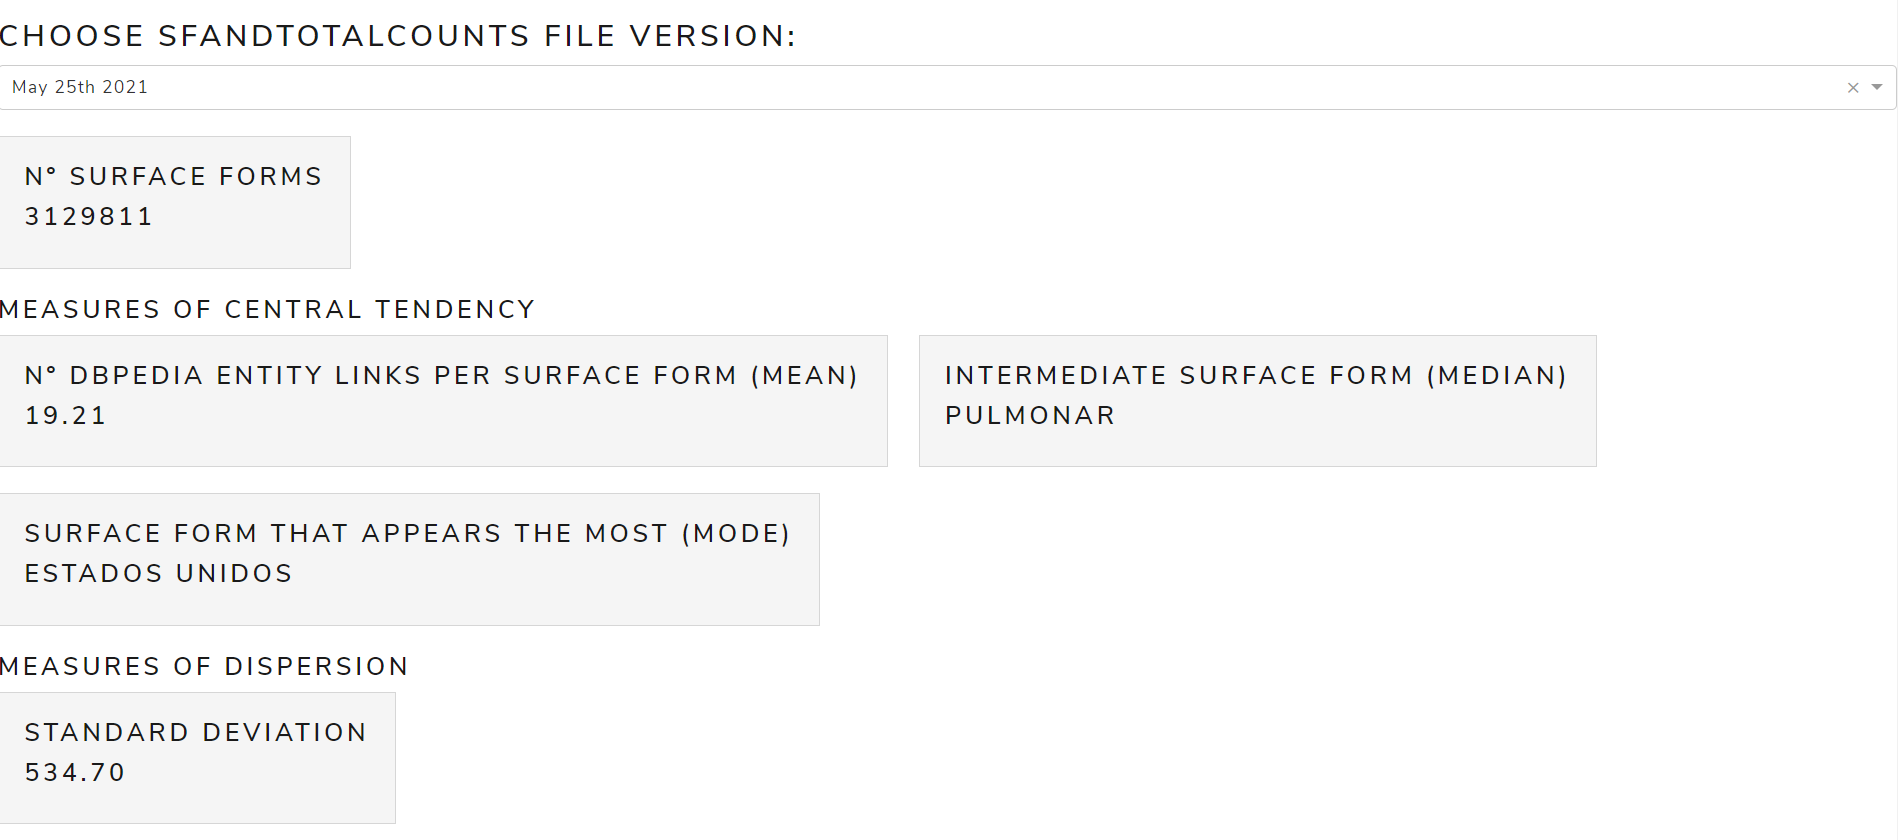 CHOOSE SFANDTOTALCOUNTS FILE VERSION:
May 25th 2021
N° SURFACE FORMS
3129811
MEASURES OF CENTRAL TENDENCY
N° DBPEDIA ENTITY LINKS PER SURFACE FORM (MEAN)
19.21
INTERMEDIATE SURFACE FORM (MEDIAN)
PULMONAR
SURFACE FORM THAT APPEARS THE MOST (MODE)
ESTADOS UNIDOS
MEASURES OF DISPERSION
STANDARD DEVIATION
534.70